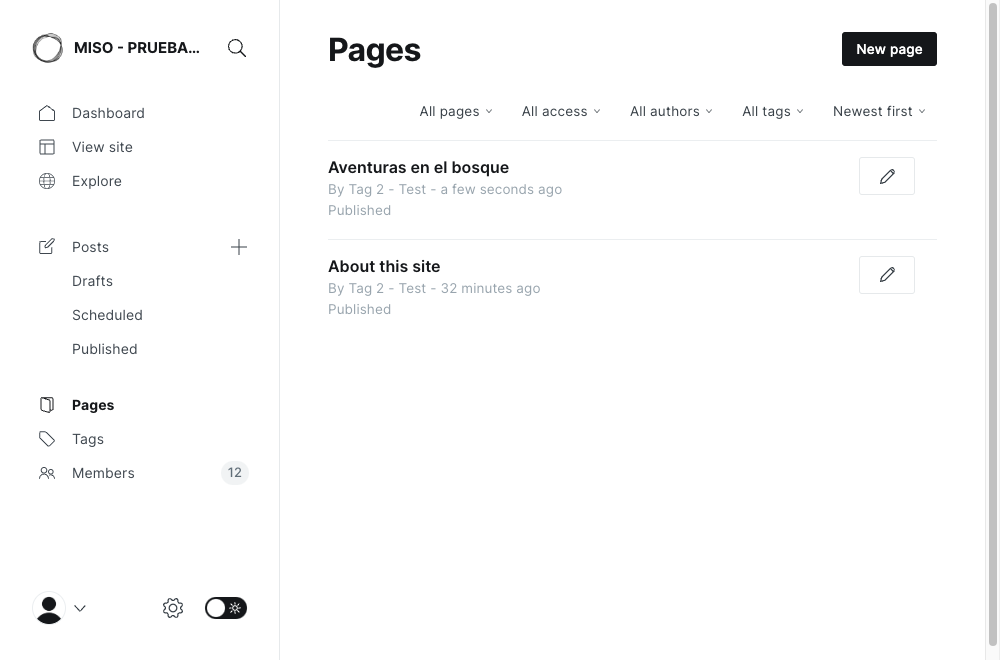 MISO - PRUEBA...
Dashboard
View site
Explore
Posts
Drafts
Scheduled
Published
Pages
Tags
Members 12
Pages
New page
All pages All access All authors All tags Newest first
Aventuras en el bosque
By Tag 2 - Test - a few seconds ago
Published
About this site
By Tag 2 - Test - 32 minutes ago
Published